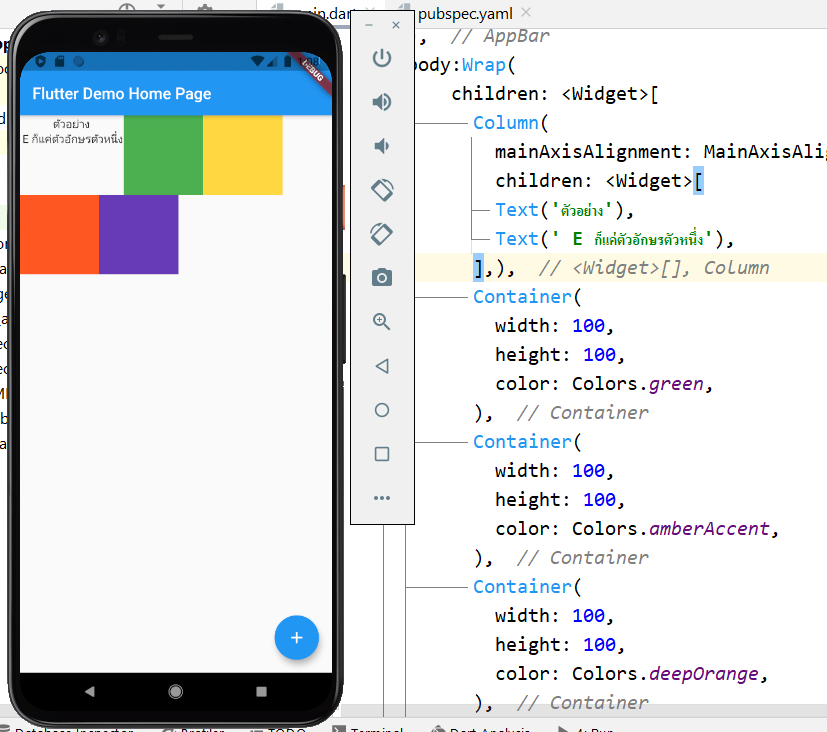 main.dart
pubspec.yaml
DEBUG
Flutter Demo Home Page
ตัวอย่าง
E ก็แค่ตัวอักษรตัวหนึ่ง
, // AppBar
body:Wrap(
children: <Widget>[
Column(
mainAxisAlignment: MainAxisAlig
children: <Widget>[
Text('ตัวอย่าง'),
Text(' E ก็แค่ตัวอักษรตัวหนึ่ง'),
],), // <Widget>[], Column
Container(
width: 100,
height: 100,
color: Colors.green,
), // Container
Container(
width: 100,
height: 100,
color: Colors.amberAccent,
), // Container
Container(
width: 100,
height: 100,
color: Colors.deepOrange,
), // Container
Database Inspector
Profiler
TODO
Terminal
Dart Analysis
4: Run